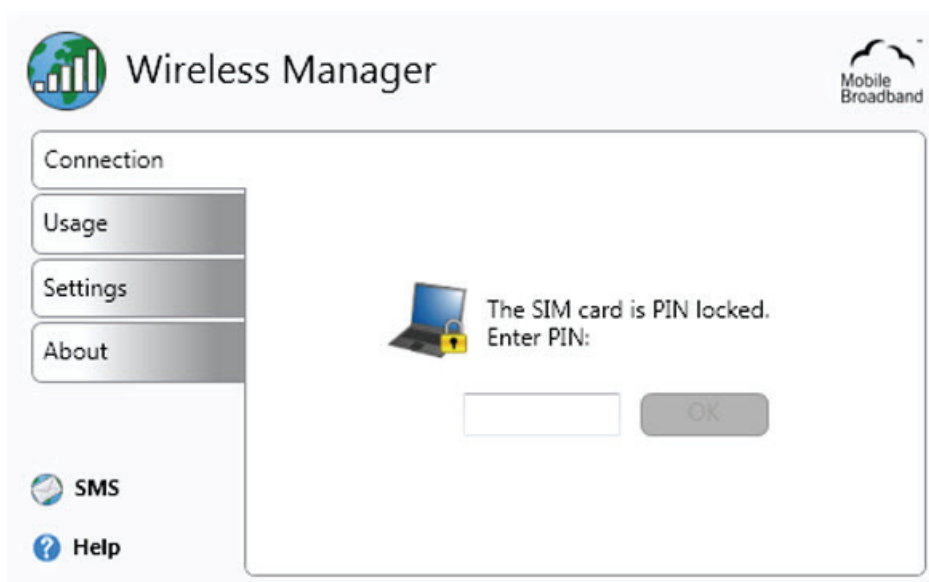 Wireless Manager
Mobile
Broadband
Connection
Usage
Settings
About
The SIM card is PIN locked.
Enter PIN:
OK
SMS
Help